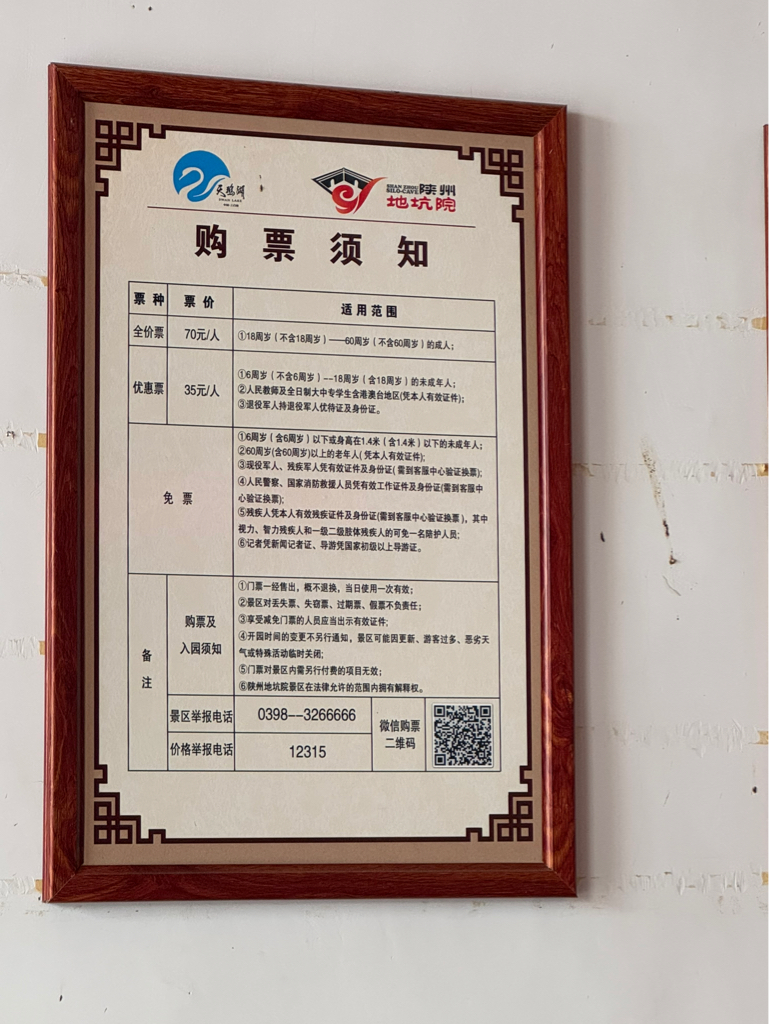 天鹅湖
SWAN LAKE
SHAN ZHOU
SILO-CAVE
陕州
地坑院
购票须知
票种 票价 适用范围
全价票 70元/人 ①18周岁（不含18周岁）——60周岁（不含60周岁）的成人；
优惠票 35元/人
①6周岁（不含6周岁）--18周岁（含18周岁）的未成年人；
②人民教师及全日制大中专学生含港澳台地区(凭本人有效证件);
③退役军人持退役军人优待证及身份证。
免票
①6周岁（含6周岁）以下或身高在1.4米（含1.4米）以下的未成年人；
②60周岁(含60周岁)以上的老年人( 凭本人有效证件);
③现役军人、残疾军人凭有效证件及身份证( 需到客服中心验证换票);
④人民警察、国家消防救援人员凭有效工作证件及身份证(需到客服中
心验证换票);
⑤残疾人凭本人有效残疾证件及身份证(需到客服中心验证换票 )，其中
视力、智力残疾人和一级二级肢体残疾人的可免一名陪护人员；
⑥记者凭新闻记者证、导游凭国家初级以上导游证。
备注
购票及
入园须知
①门票一经售出，概不退换，当日使用一次有效；
②景区对丢失票、失窃票、过期票、假票不负责任；
③享受减免门票的人员应当出示有效证件;
④开园时间的变更不另行通知，景区可能因更新、游客过多、恶劣天
气或特殊活动临时关闭;
⑤门票对景区内需另行付费的项目无效；
⑥陕州地坑院景区在法律允许的范围内拥有解释权。
景区举报电话 0398--3266666
价格举报电话 12315
微信购票
二维码